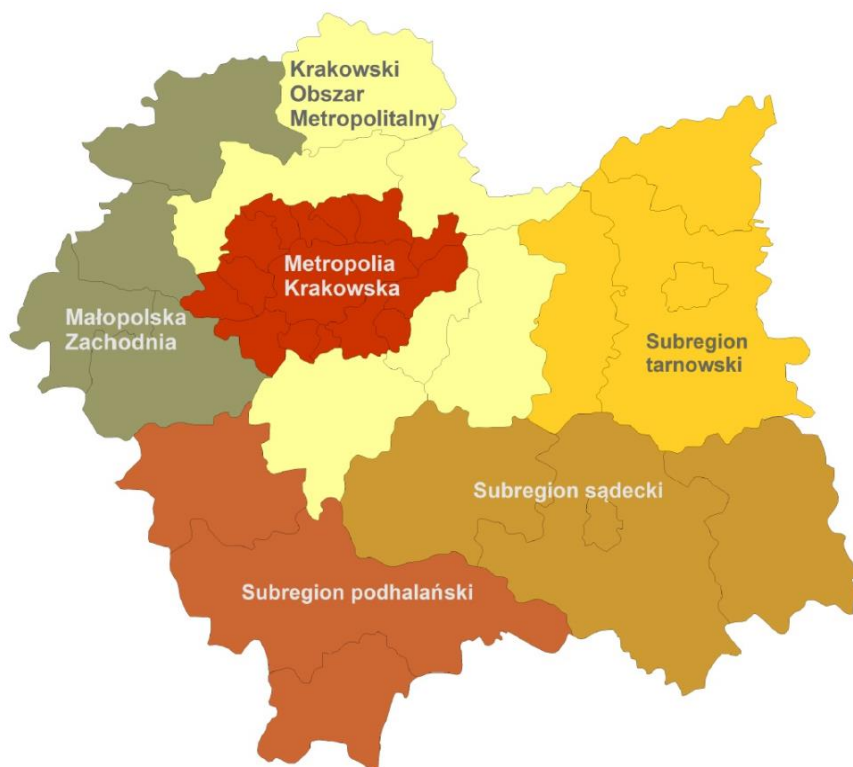 Krakowski
Obszar
Metropolitalny
Metropolia
Krakowska
Małopolska
Zachodnia
Subregion
tarnowski
Subregion sądecki
Subregion podhalański